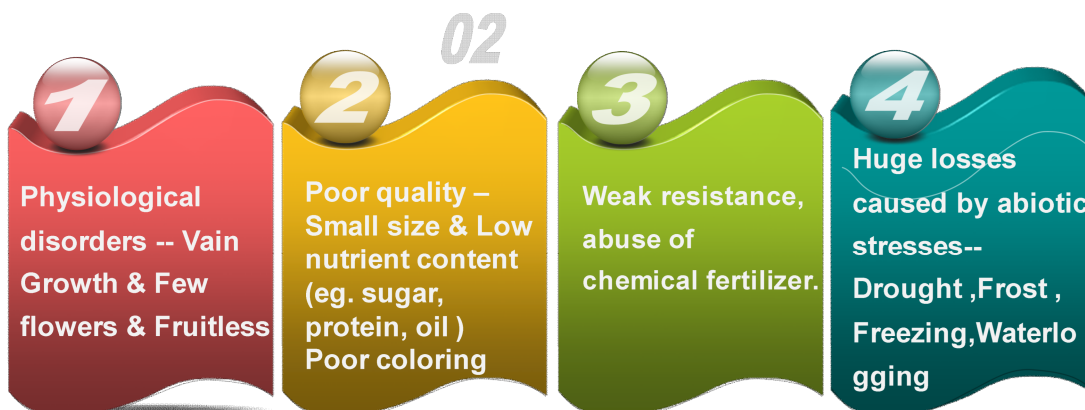 02
1
Physiological
disorders -- Vain
Growth & Few
flowers & Fruitless
2
Poor quality –
Small size & Low
nutrient content
(eg. sugar,
protein, oil )
Poor coloring
3
Weak resistance,
abuse of
chemical fertilizer.
4
Huge losses
caused by abiotic
stresses--
Drought ,Frost ,
Freezing,Waterlo
gging